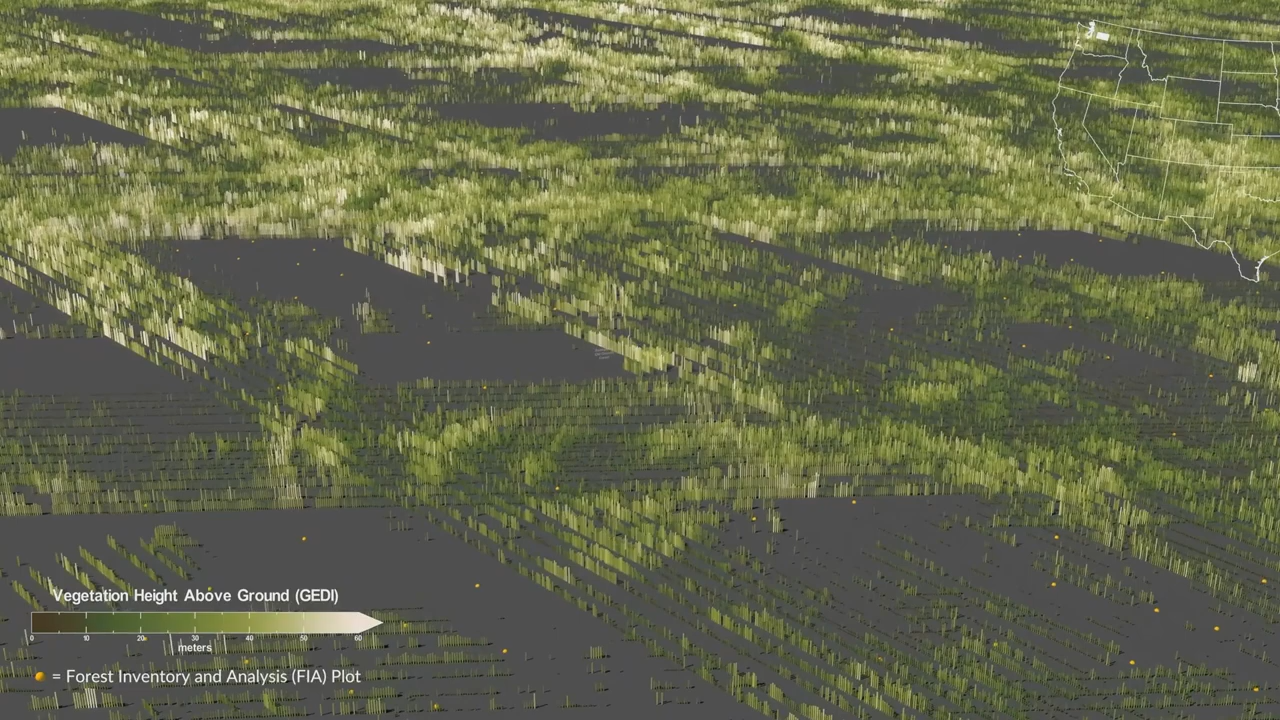 Vegetation Height Above Ground (GEDI)
0 10 20 30 40 50 60
meters
= Forest Inventory and Analysis (FIA) Plot